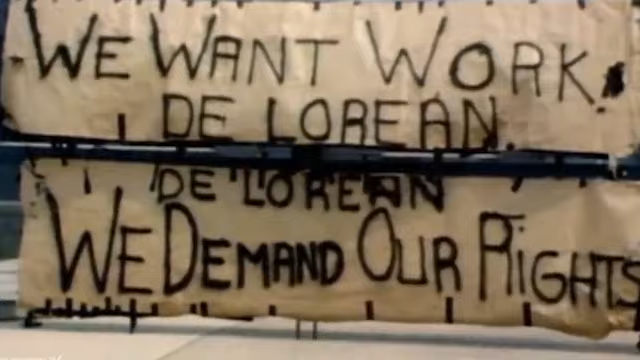 WE WANT WORK.
DE LOREAN.
DE LOREAN
WE DEMAND OUR RIGHTS